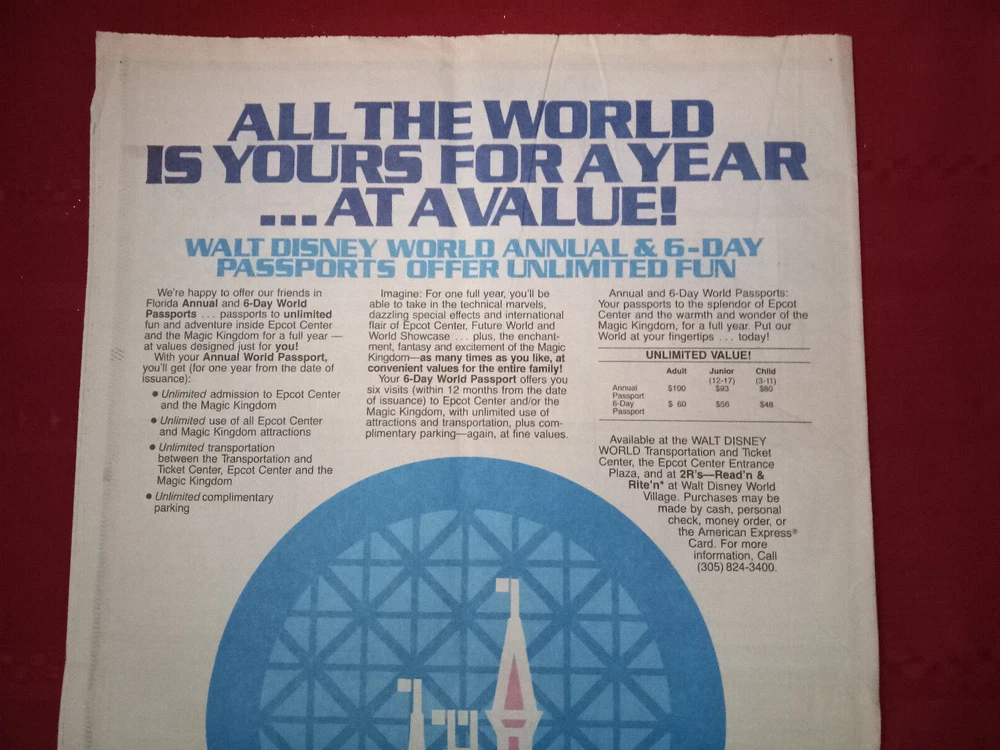 ALL THE WORLD
IS YOURS FOR A YEAR
...AT A VALUE!
WALT DISNEY WORLD ANNUAL & 6-DAY
PASSPORTS OFFER UNLIMITED FUN
We're happy to offer our friends in
Florida Annual and 6-Day World
Passports ... passports to unlimited
fun and adventure inside Epcot Center
and the Magic Kingdom for a full year —
at values designed just for you!
With your Annual World Passport,
you'll get (for one year from the date of
issuance):
• Unlimited admission to Epcot Center
and the Magic Kingdom
• Unlimited use of all Epcot Center
and Magic Kingdom attractions
• Unlimited transportation
between the Transportation and
Ticket Center, Epcot Center and the
Magic Kingdom
• Unlimited complimentary
parking
Imagine: For one full year, you'll be
able to take in the technical marvels,
dazzling special effects and international
flair of Epcot Center, Future World and
World Showcase ... plus, the enchant-
ment, fantasy and excitement of the Magic
Kingdom—as many times as you like, at
convenient values for the entire family!
Your 6-Day World Passport offers you
six visits (within 12 months from the date
of issuance) to Epcot Center and/or the
Magic Kingdom, with unlimited use of
attractions and transportation, plus com-
plimentary parking—again, at fine values.
Annual and 6-Day World Passports:
Your passports to the splendor of Epcot
Center and the warmth and wonder of the
Magic Kingdom, for a full year. Put our
World at your fingertips ... today!
UNLIMITED VALUE!
Adult Junior Child
(12-17) (3-11)
Annual $100 $93 $80
Passport
6-Day $ 60 $56 $48
Passport
Available at the WALT DISNEY
WORLD Transportation and Ticket
Center, the Epcot Center Entrance
Plaza, and at 2R's—Read'n &
Rite'n* at Walt Disney World
Village. Purchases may be
made by cash, personal
check, money order, or
the American Express®
Card. For more
information, Call
(305) 824-3400.